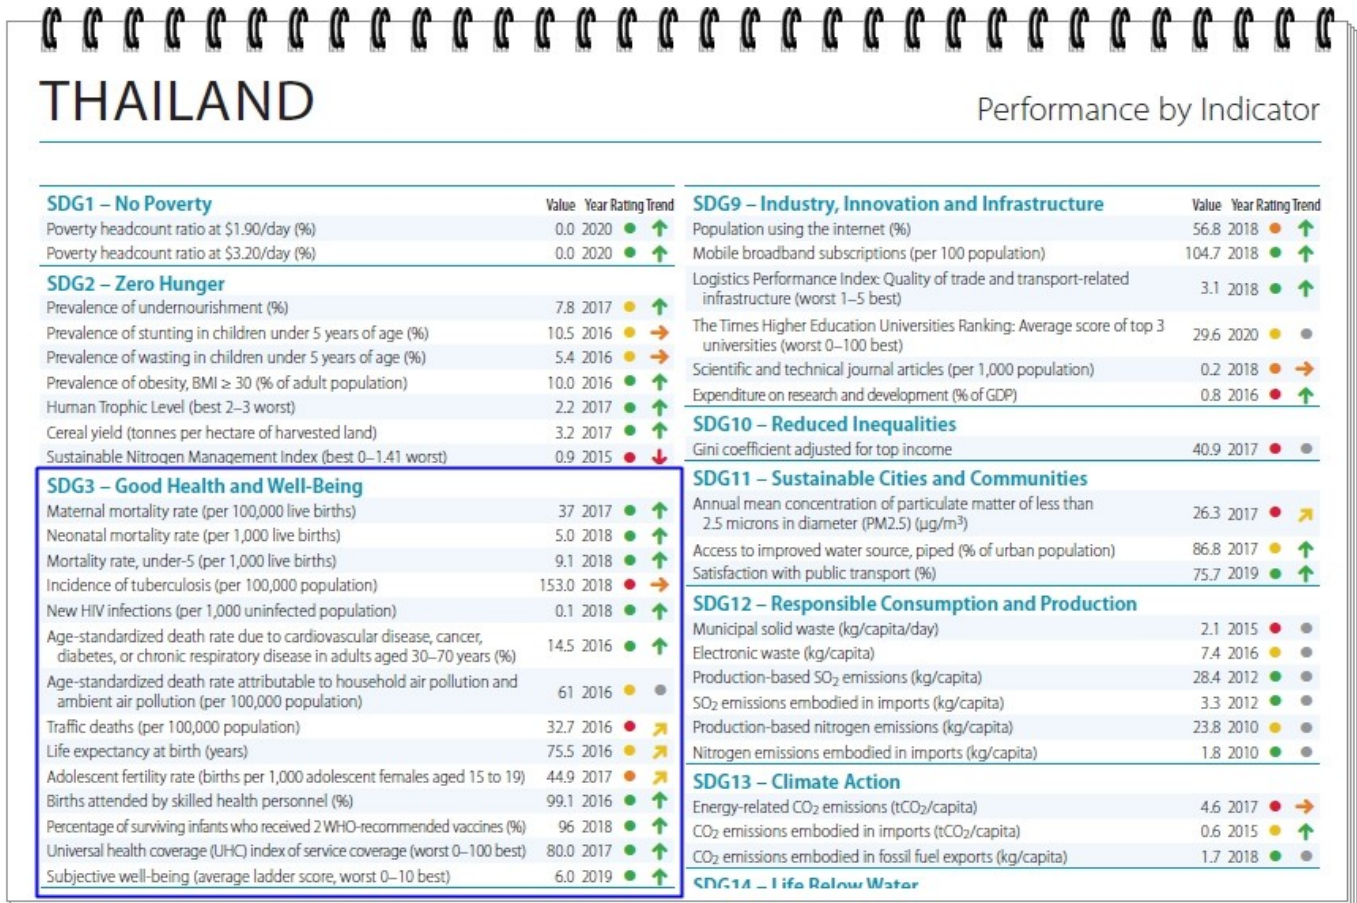 THAILAND
Performance by Indicator
SDG1 – No Poverty Value Year Rating Trend
Poverty headcount ratio at $1.90/day (%) 0.0 2020
Poverty headcount ratio at $3.20/day (%) 0.0 2020
SDG2 – Zero Hunger
Prevalence of undernourishment (%) 7.8 2017
Prevalence of stunting in children under 5 years of age (%) 10.5 2016
Prevalence of wasting in children under 5 years of age (%) 5.4 2016
Prevalence of obesity, BMI ≥ 30 (% of adult population) 10.0 2016
Human Trophic Level (best 2–3 worst) 2.2 2017
Cereal yield (tonnes per hectare of harvested land) 3.2 2017
Sustainable Nitrogen Management Index (best 0–1.41 worst) 0.9 2015
SDG3 – Good Health and Well-Being
Maternal mortality rate (per 100,000 live births) 37 2017
Neonatal mortality rate (per 1,000 live births) 5.0 2018
Mortality rate, under-5 (per 1,000 live births) 9.1 2018
Incidence of tuberculosis (per 100,000 population) 153.0 2018
New HIV infections (per 1,000 uninfected population) 0.1 2018
Age-standardized death rate due to cardiovascular disease, cancer,
diabetes, or chronic respiratory disease in adults aged 30–70 years (%) 14.5 2016
Age-standardized death rate attributable to household air pollution and
ambient air pollution (per 100,000 population) 61 2016
Traffic deaths (per 100,000 population) 32.7 2016
Life expectancy at birth (years) 75.5 2016
Adolescent fertility rate (births per 1,000 adolescent females aged 15 to 19) 44.9 2017
Births attended by skilled health personnel (%) 99.1 2016
Percentage of surviving infants who received 2 WHO-recommended vaccines (%) 96 2018
Universal health coverage (UHC) index of service coverage (worst 0–100 best) 80.0 2017
Subjective well-being (average ladder score, worst 0–10 best) 6.0 2019
SDG9 – Industry, Innovation and Infrastructure Value Year Rating Trend
Population using the internet (%) 56.8 2018
Mobile broadband subscriptions (per 100 population) 104.7 2018
Logistics Performance Index: Quality of trade and transport-related
infrastructure (worst 1–5 best) 3.1 2018
The Times Higher Education Universities Ranking: Average score of top 3
universities (worst 0–100 best) 29.6 2020
Scientific and technical journal articles (per 1,000 population) 0.2 2018
Expenditure on research and development (% of GDP) 0.8 2016
SDG10 – Reduced Inequalities
Gini coefficient adjusted for top income 40.9 2017
SDG11 – Sustainable Cities and Communities
Annual mean concentration of particulate matter of less than
2.5 microns in diameter (PM2.5) (μg/m³) 26.3 2017
Access to improved water source, piped (% of urban population) 86.8 2017
Satisfaction with public transport (%) 75.7 2019
SDG12 – Responsible Consumption and Production
Municipal solid waste (kg/capita/day) 2.1 2015
Electronic waste (kg/capita) 7.4 2016
Production-based SO₂ emissions (kg/capita) 28.4 2012
SO₂ emissions embodied in imports (kg/capita) 3.3 2012
Production-based nitrogen emissions (kg/capita) 23.8 2010
Nitrogen emissions embodied in imports (kg/capita) 1.8 2010
SDG13 – Climate Action
Energy-related CO₂ emissions (tCO₂/capita) 4.6 2017
CO₂ emissions embodied in imports (tCO₂/capita) 0.6 2015
CO₂ emissions embodied in fossil fuel exports (kg/capita) 1.7 2018
SDG14 – Life Below Water